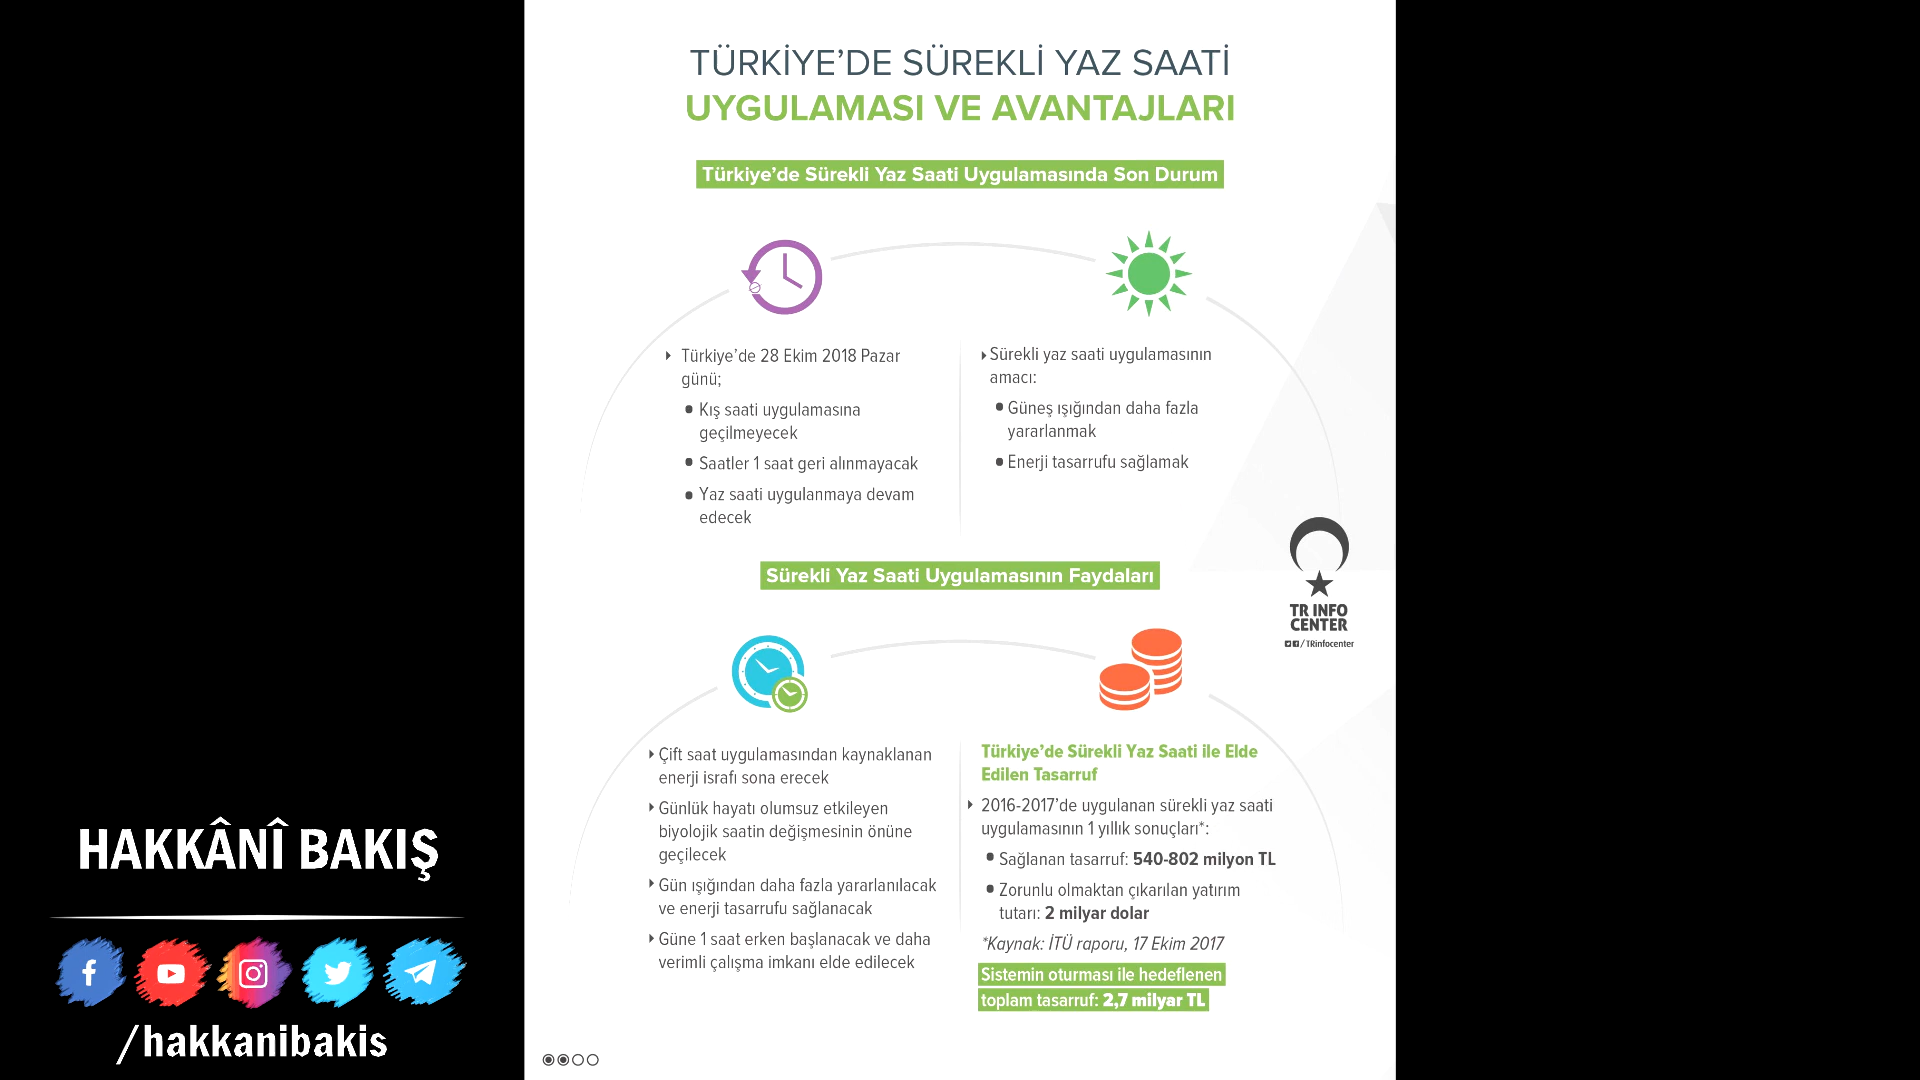 TÜRKİYE’DE SÜREKLİ YAZ SAATİ
UYGULAMASI VE AVANTAJLARI
Türkiye’de Sürekli Yaz Saati Uygulamasında Son Durum
Türkiye’de 28 Ekim 2018 Pazar
günü;
Kış saati uygulamasına
geçilmeyecek
Saatler 1 saat geri alınmayacak
Yaz saati uygulanmaya devam
edecek
Sürekli yaz saati uygulamasının
amacı:
Güneş ışığından daha fazla
yararlanmak
Enerji tasarrufu sağlamak
TR INFO
CENTER
/TRinfocenter
Sürekli Yaz Saati Uygulamasının Faydaları
Çift saat uygulamasından kaynaklanan
enerji israfı sona erecek
Günlük hayatı olumsuz etkileyen
biyolojik saatin değişmesinin önüne
geçilecek
Gün ışığından daha fazla yararlanılacak
ve enerji tasarrufu sağlanacak
Güne 1 saat erken başlanacak ve daha
verimli çalışma imkanı elde edilecek
Türkiye’de Sürekli Yaz Saati ile Elde
Edilen Tasarruf
2016-2017’de uygulanan sürekli yaz saati
uygulamasının 1 yıllık sonuçları*:
Sağlanan tasarruf: 540-802 milyon TL
Zorunlu olmaktan çıkarılan yatırım
tutarı: 2 milyar dolar
*Kaynak: İTÜ raporu, 17 Ekim 2017
Sistemin oturması ile hedeflenen
toplam tasarruf: 2,7 milyar TL
HAKKÂNÎ BAKIŞ
/hakkanibakis